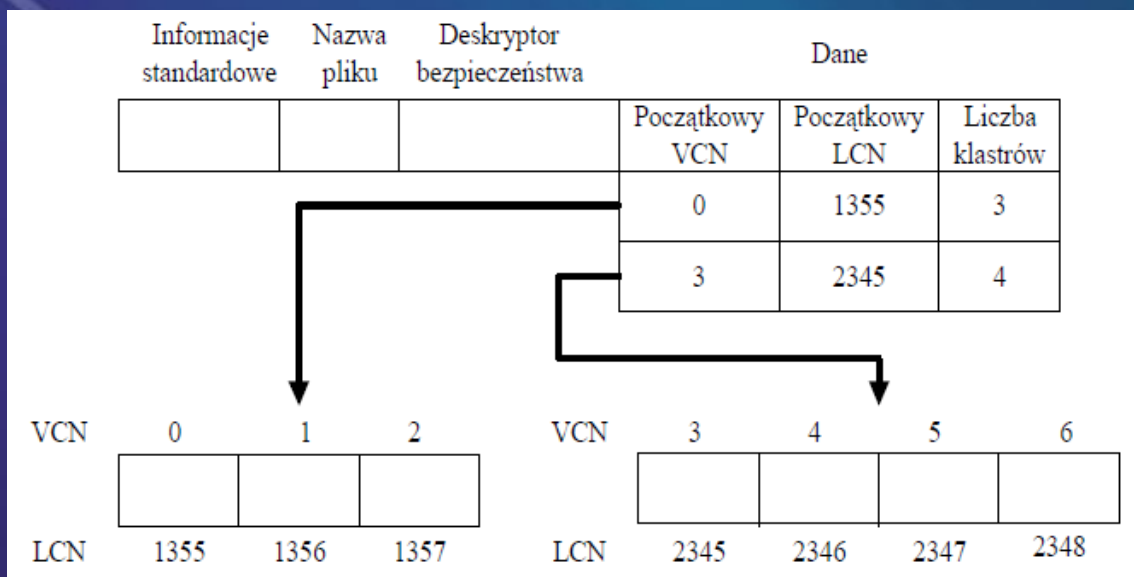 Informacje standardowe
Nazwa pliku
Deskryptor bezpieczeństwa
Dane
Początkowy VCN
Początkowy LCN
Liczba klastrów
0 1355 3
3 2345 4
VCN 0 1 2
LCN 1355 1356 1357
VCN 3 4 5 6
LCN 2345 2346 2347 2348